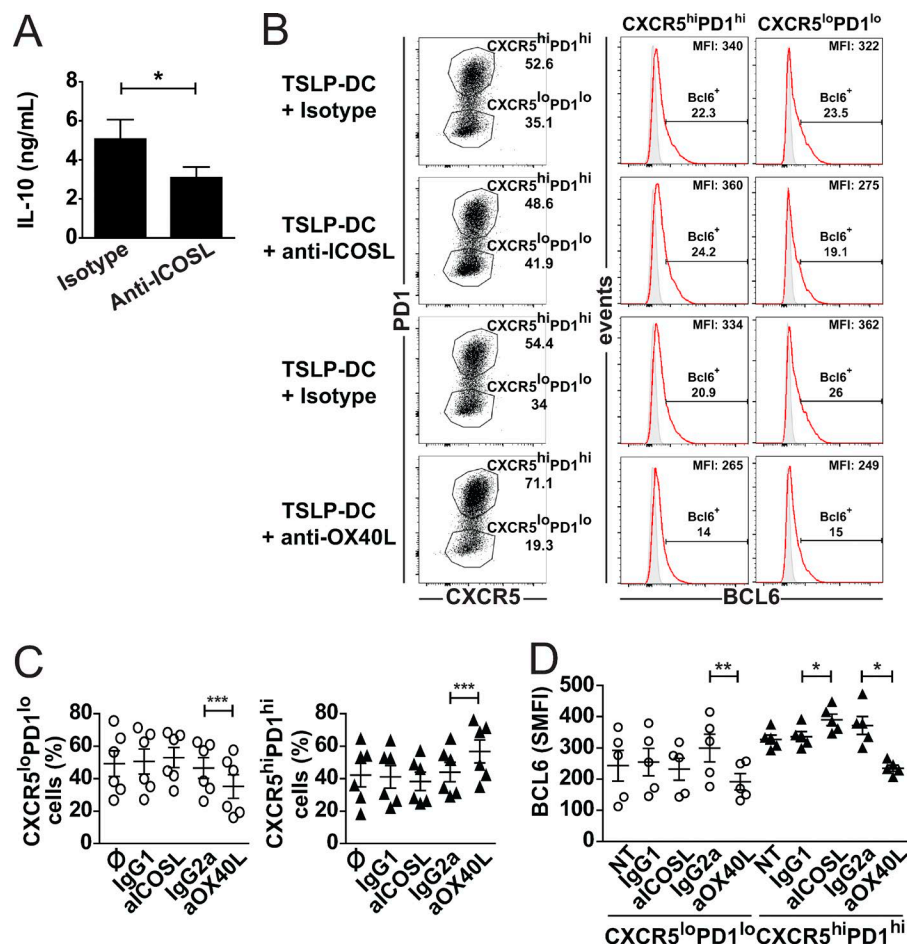 A
IL-10 (ng/mL)
8
6
4
2
0
*
Isotype
Anti-ICOSL
B
CXCR5hiPD1hi
CXCR5loPD1lo
TSLP-DC
+ Isotype
CXCR5hiPD1hi
52.6
CXCR5loPD1lo
35.1
MFI: 340
Bcl6+
22.3
MFI: 322
Bcl6+
23.5
TSLP-DC
+ anti-ICOSL
CXCR5hiPD1hi
48.6
CXCR5loPD1lo
41.9
MFI: 360
Bcl6+
24.2
MFI: 275
Bcl6+
19.1
TSLP-DC
+ Isotype
CXCR5hiPD1hi
54.4
CXCR5loPD1lo
34
MFI: 334
Bcl6+
20.9
MFI: 362
Bcl6+
26
TSLP-DC
+ anti-OX40L
CXCR5hiPD1hi
71.1
CXCR5loPD1lo
19.3
MFI: 265
Bcl6+
14
MFI: 249
Bcl6+
15
PD1
events
CXCR5
BCL6
C
CXCR5loPD1lo
cells (%)
80
60
40
20
0
***
Ø
IgG1
aICOSL
IgG2a
aOX40L
CXCR5hiPD1hi
cells (%)
80
60
40
20
0
***
Ø
IgG1
aICOSL
IgG2a
aOX40L
D
BCL6 (SMFI)
500
400
300
200
100
0
**
*
*
NT
IgG1
aICOSL
IgG2a
aOX40L
NT
IgG1
aICOSL
IgG2a
aOX40L
CXCR5loPD1lo
CXCR5hiPD1hi